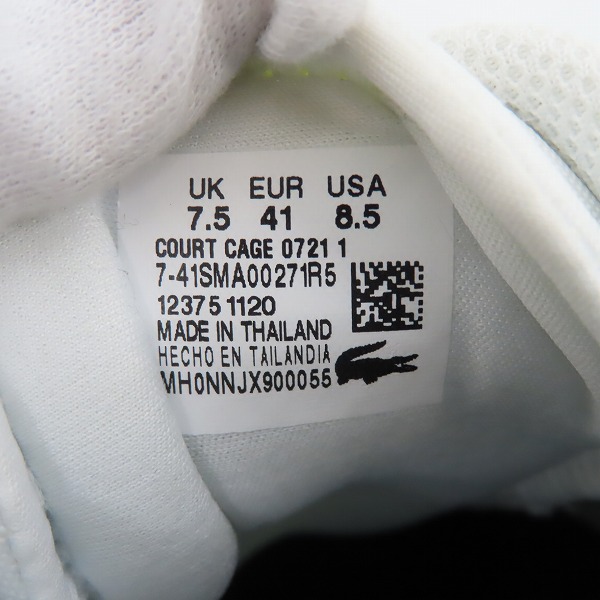 UK EUR USA
7.5 41 8.5
COURT CAGE 0721 1
7-41SMA00271R5
12375 1120
MADE IN THAILAND
HECHO EN TAILANDIA
MH0NNJX900055